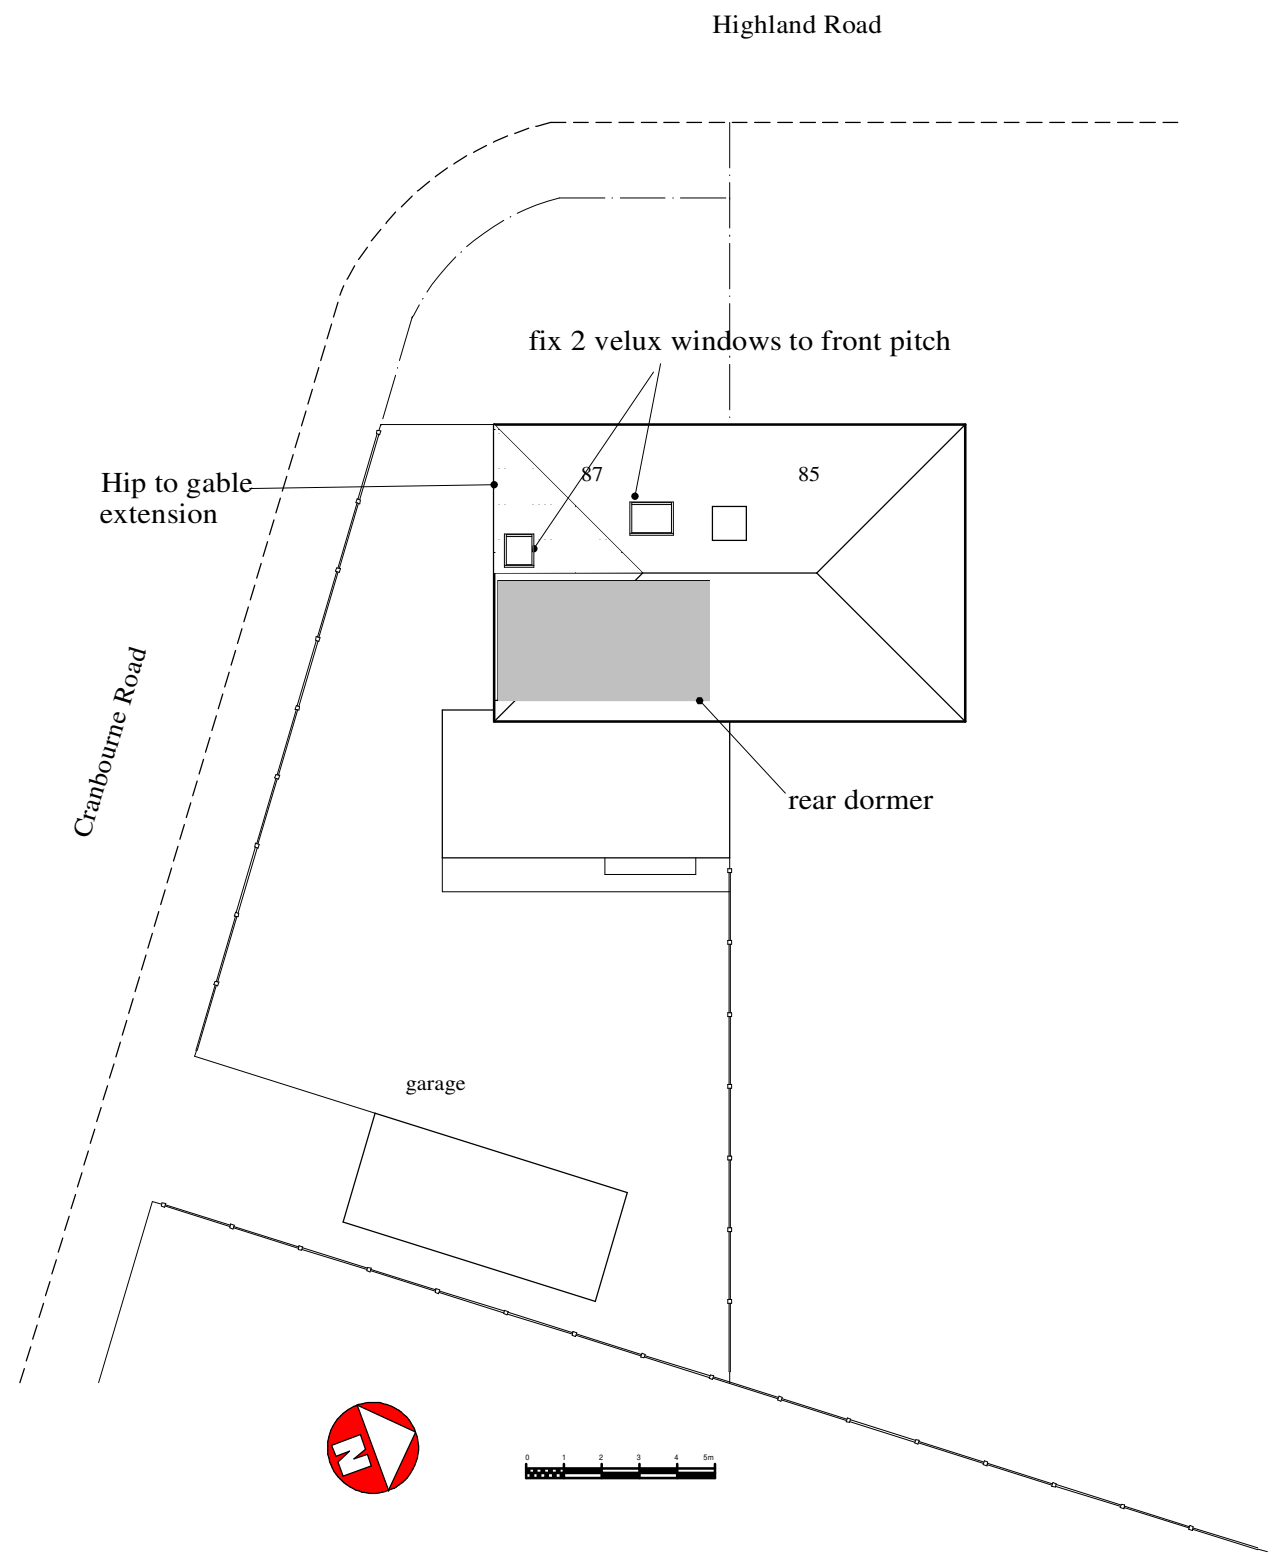 Highland Road
fix 2 velux windows to front pitch
87
85
Hip to gable
extension
Cranbourne Road
rear dormer
garage
N
0 1 2 3 4 5m